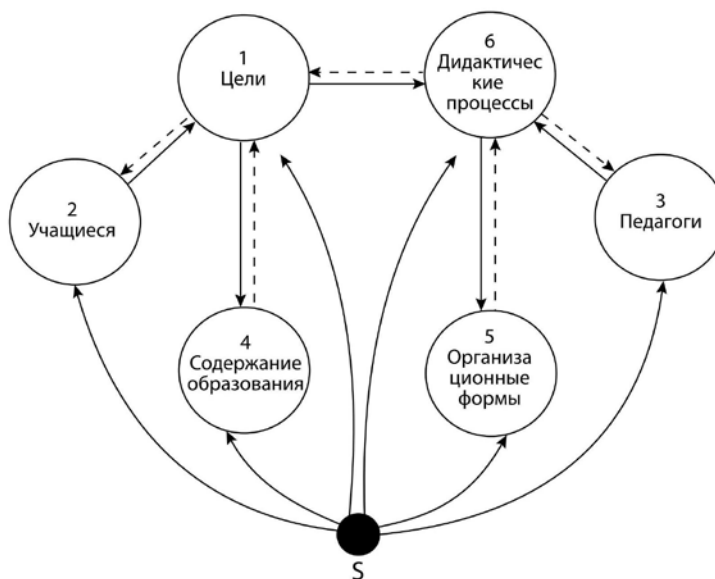 1
Цели
6
Дидактичес
кие
процессы
2
Учащиеся
3
Педагоги
4
Содержание
образования
5
Организа
ционные
формы
S